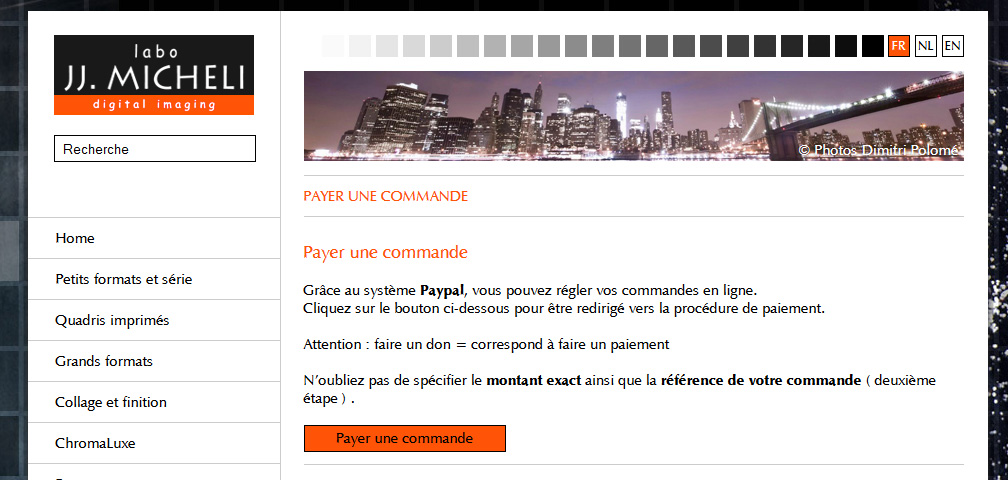 labo
JJ. MICHELI
digital imaging
Recherche
Home
Petits formats et série
Quadris imprimés
Grands formats
Collage et finition
ChromaLuxe
FR NL EN
© Photos Dimitri Polomé
PAYER UNE COMMANDE
Payer une commande
Grâce au système Paypal, vous pouvez régler vos commandes en ligne.
Cliquez sur le bouton ci-dessous pour être redirigé vers la procédure de paiement.
Attention : faire un don = correspond à faire un paiement
N'oubliez pas de spécifier le montant exact ainsi que la référence de votre commande ( deuxième
étape ) .
Payer une commande